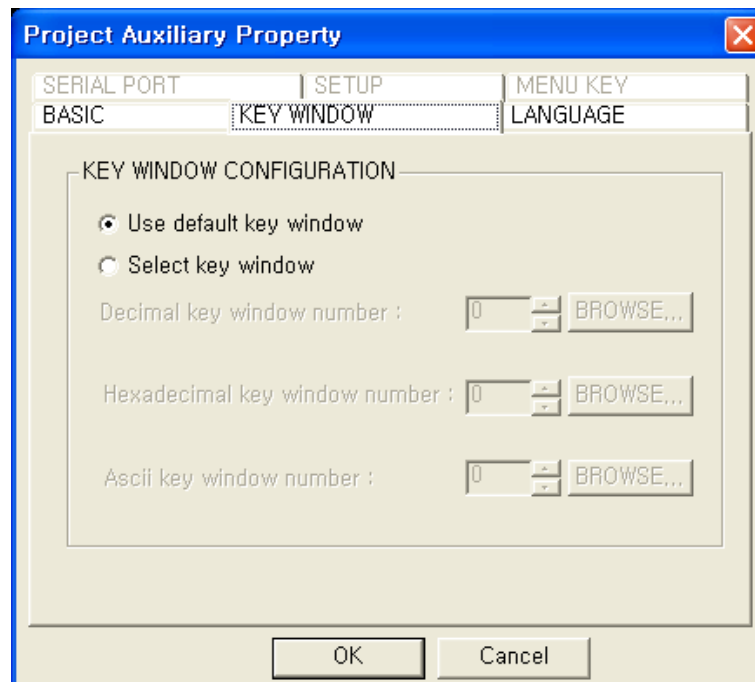 Project Auxiliary Property
SERIAL PORT SETUP MENU KEY
BASIC KEY WINDOW LANGUAGE
KEY WINDOW CONFIGURATION
Use default key window
Select key window
Decimal key window number : 0 BROWSE,,,
Hexadecimal key window number : 0 BROWSE,,,
Ascii key window number : 0 BROWSE,,,
OK Cancel